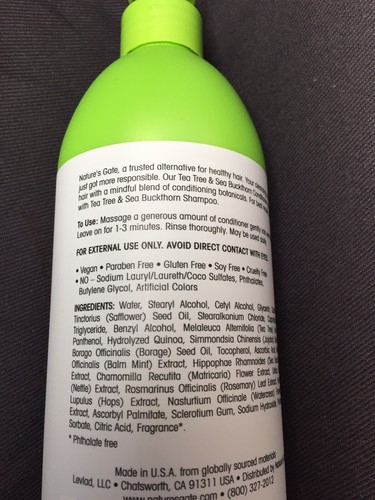 Nature's Gate, a trusted alternative for healthy hair. Your
just got more responsible. Our Tea Tree & Sea Buckthorn
hair with a mindful blend of conditioning botanicals. For best
with Tea Tree & Sea Buckthorn Shampoo.
To Use: Massage a generous amount of conditioner gently
Leave on for 1-3 minutes. Rinse thoroughly. May be used
FOR EXTERNAL USE ONLY. AVOID DIRECT CONTACT WITH EYES.
• Vegan • Paraben Free • Gluten Free • Soy Free • Cruelty Free
• NO – Sodium Lauryl/Laureth/Coco Sulfates, Phthalates,
Butylene Glycol, Artificial Colors
INGREDIENTS: Water, Stearyl Alcohol, Cetyl Alcohol,
Tinctorius (Safflower) Seed Oil, Stearalkonium Chloride,
Triglyceride, Benzyl Alcohol, Melaleuca Alternifolia (Tea Tree)
Panthenol, Hydrolyzed Quinoa, Simmondsia Chinensis
Borago Officinalis (Borage) Seed Oil, Tocopherol, Ascorbic
Officinalis (Balm Mint) Extract, Hippophae Rhamnoides
Extract, Chamomilla Recutita (Matricaria) Flower Extract,
(Nettle) Extract, Rosmarinus Officinalis (Rosemary) Leaf Extract,
Lupulus (Hops) Extract, Nasturtium Officinale (Watercress)
Extract, Ascorbyl Palmitate, Sclerotium Gum, Sodium
Sorbate, Citric Acid, Fragrance*.
* Phthalate free
Made in U.S.A. from globally sourced materials
Levlad, LLC • Chatsworth, CA 91311 USA • Distributed by
www.naturesgate.com • (800) 327-2012